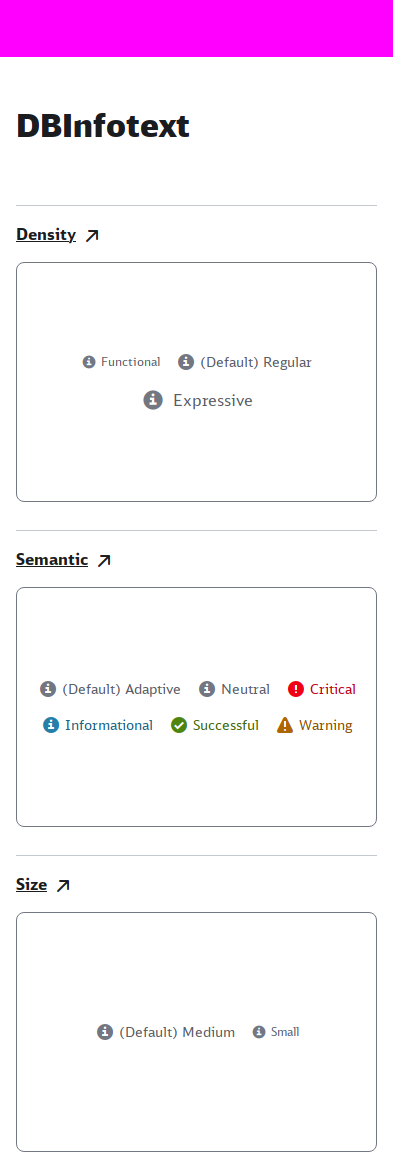 DBInfotext
Density
Functional (Default) Regular
Expressive
Semantic
(Default) Adaptive Neutral Critical
Informational Successful Warning
Size
(Default) Medium Small